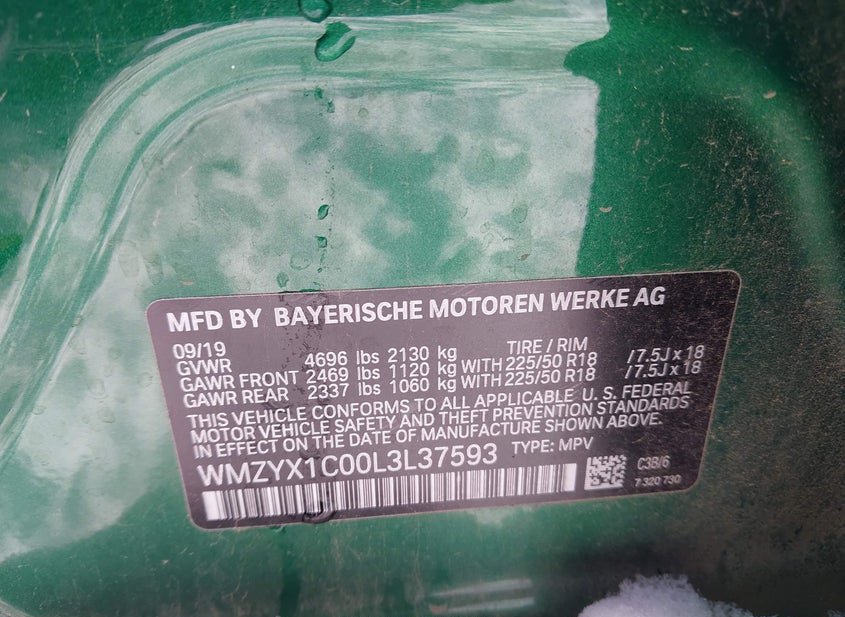 MFD BY BAYERISCHE MOTOREN WERKE AG
09/19 TIRE / RIM
GVWR 4696 lbs 2130 kg
GAWR FRONT 2469 lbs 1120 kg WITH 225/50 R18 / 7.5J x 18
GAWR REAR 2337 lbs 1060 kg WITH 225/50 R18 / 7.5J x 18
THIS VEHICLE CONFORMS TO ALL APPLICABLE U. S. FEDERAL
MOTOR VEHICLE SAFETY AND THEFT PREVENTION STANDARDS
IN EFFECT ON THE DATE OF MANUFACTURE SHOWN ABOVE.
WMZYX1C00L3L37593 TYPE: MPV
C3B/6
7 320 730